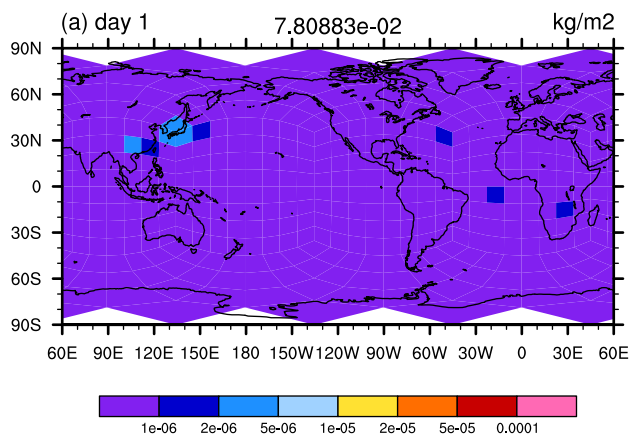 (a) day 1 7.80883e-02 kg/m2
90N
60N
30N
0
30S
60S
90S
60E 90E 120E 150E 180 150W 120W 90W 60W 30W 0 30E 60E
1e-06 2e-06 5e-06 1e-05 2e-05 5e-05 0.0001